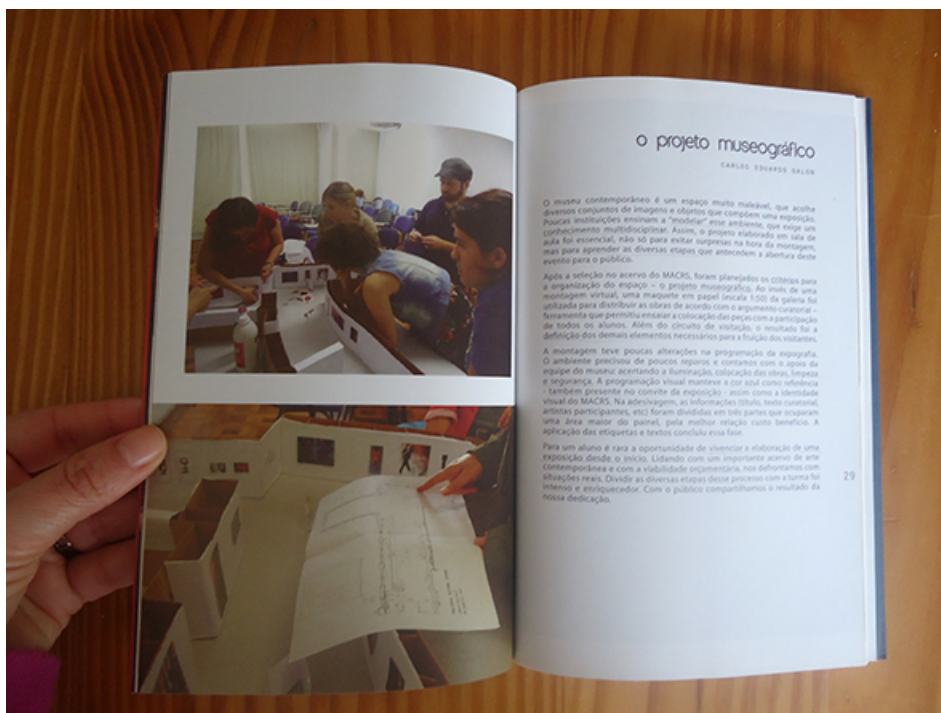 o projeto museográfico
CARLOS EDUARDO GALON
O museu contemporâneo é um espaço muito maleável, que acolhe
diversos conjuntos de imagens e objetos que compõem uma exposição.
Poucas instituições ensinam a "modelar" esse ambiente, que exige um
conhecimento multidisciplinar. Assim, o projeto elaborado em sala de
aula foi essencial, não só para evitar surpresas na hora da montagem,
mas para aprender as diversas etapas que antecedem a abertura deste
evento para o público.
Após a seleção no acervo do MACRS, foram planejados os critérios para
a organização do espaço – o projeto museográfico. Ao invés de uma
montagem virtual, uma maquete em papel (escala 1:50) da galeria foi
utilizada para distribuir as obras de acordo com o argumento curatorial –
ferramenta que permitiu ensaiar a colocação das peças com a participação
de todos os alunos. Além do circuito de visitação, o resultado foi a
definição dos demais elementos necessários para a fruição dos visitantes.
A montagem teve poucas alterações na programação da expografia.
O ambiente precisou de poucos reparos e contamos com o apoio da
equipe do museu: acertando a iluminação, colocação das obras, limpeza
e segurança. A programação visual manteve a cor azul como referência
- também presente no convite da exposição - assim como a identidade
visual do MACRS. Na adesivagem, as informações (título, texto curatorial,
artistas participantes, etc) foram divididas em três partes que ocuparam
uma área maior do painel, pela melhor relação custo benefício. A
aplicação das etiquetas e textos concluiu essa fase.
Para um aluno é rara a oportunidade de vivenciar a elaboração de uma
exposição desde o início. Lidando com um importante acervo de arte
contemporânea e com a viabilidade orçamentária, nos defrontamos com
situações reais. Dividir as diversas etapas desse processo com a turma foi
intenso e enriquecedor. Com o público compartilhamos o resultado da
nossa dedicação.
29